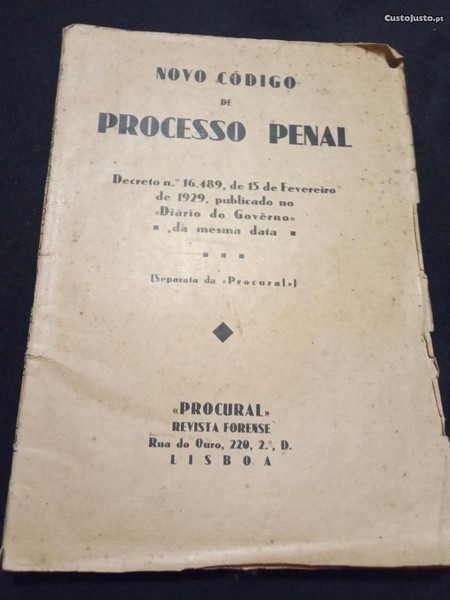 CustoJusto.pt
NOVO CÓDIGO
DE
PROCESSO PENAL
Decreto n.º 16.489, de 15 de Fevereiro
de 1929, publicado no
«Diário do Govêrno»
da mesma data
(Separata da «Procural»)
«PROCURAL»
REVISTA FORENSE
Rua do Ouro, 220, 2.º, D.
LISBOA